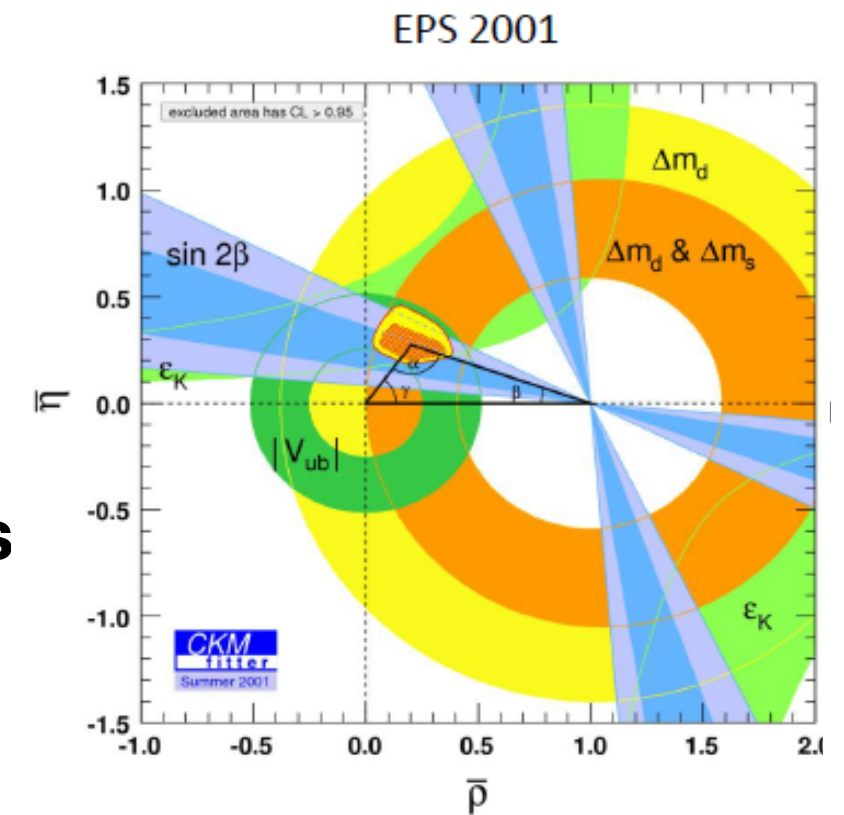 EPS 2001
1.5
excluded area has CL > 0.95
Δm_d
1.0
sin 2β
Δm_d & Δm_s
0.5
ε_K
α
γ
β
0.0
η̅
|V_ub|
s
-0.5
ε_K
-1.0
CKM
fitter
Summer 2001
-1.5
-1.0 -0.5 0.0 0.5 1.0 1.5 2.0
ρ̅